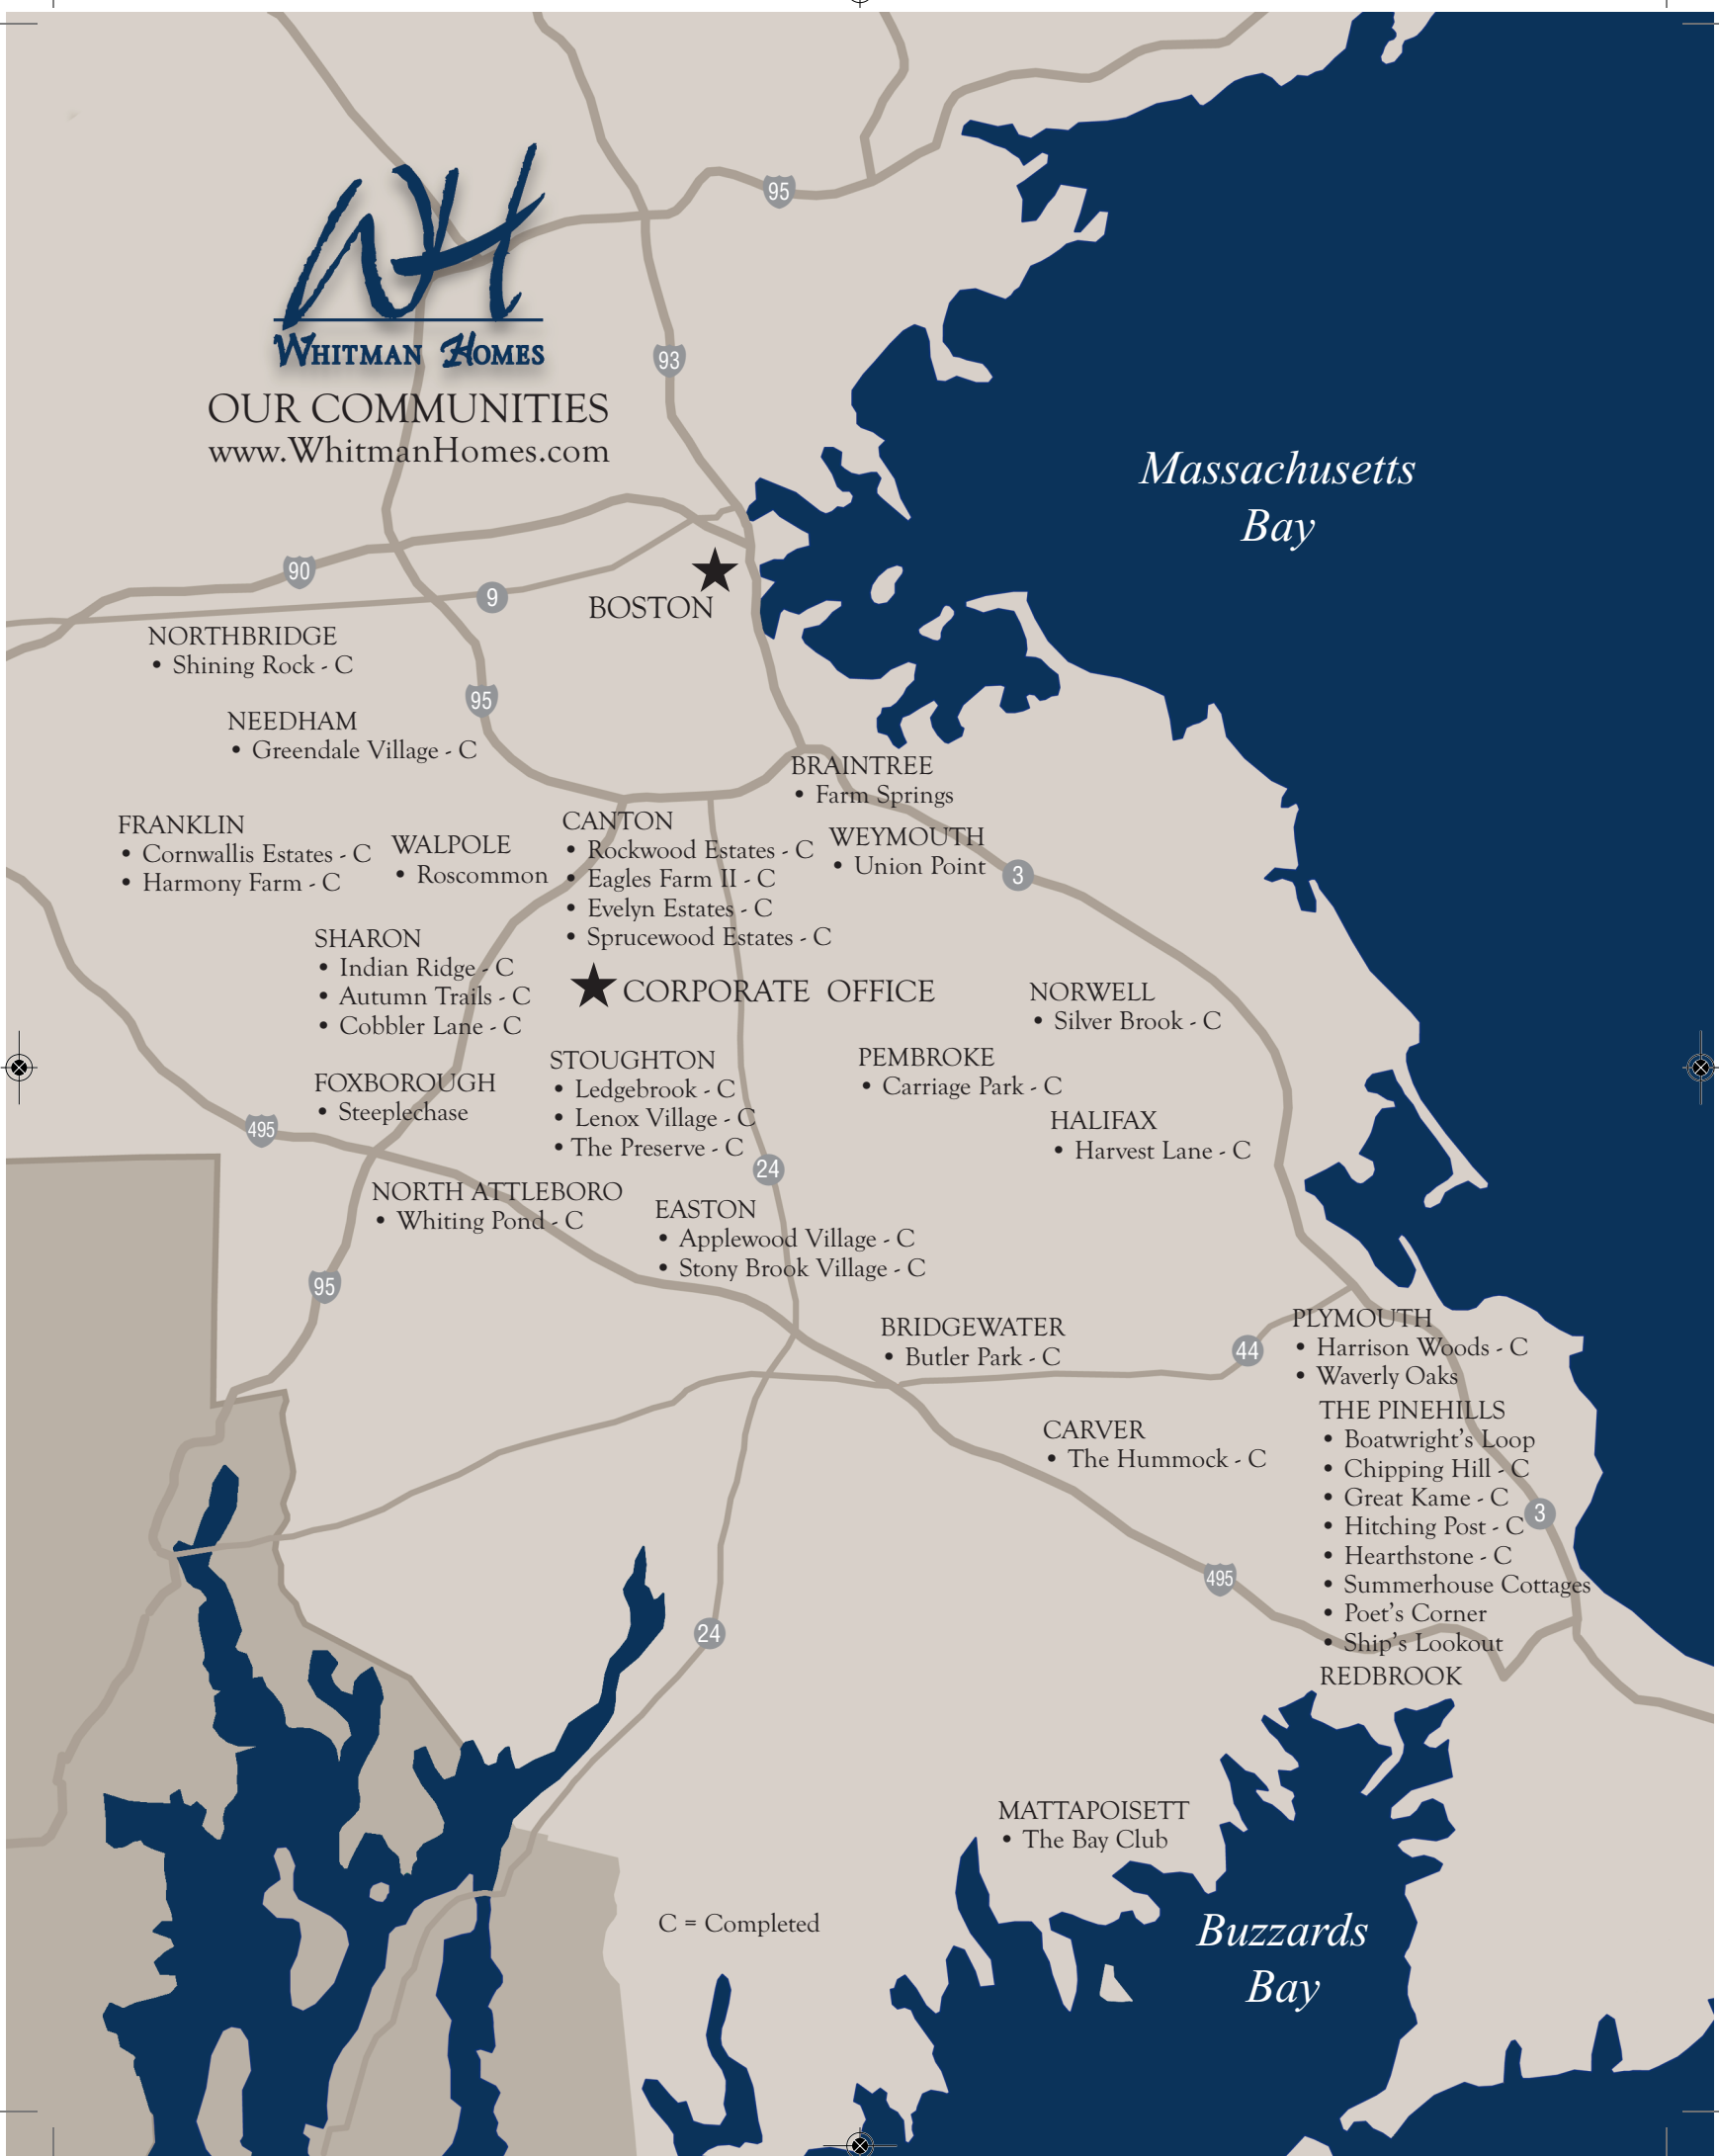 95
WH
WHITMAN HOMES
OUR COMMUNITIES
www.WhitmanHomes.com
93
Massachusetts
Bay
90
9
BOSTON
NORTHBRIDGE
• Shining Rock - C
95
NEEDHAM
• Greendale Village - C
BRAINTREE
• Farm Springs
FRANKLIN
• Cornwallis Estates - C
• Harmony Farm - C
WALPOLE
• Roscommon
CANTON
• Rockwood Estates - C
• Eagles Farm II - C
• Evelyn Estates - C
• Sprucewood Estates - C
WEYMOUTH
• Union Point
3
SHARON
• Indian Ridge - C
• Autumn Trails - C
• Cobbler Lane - C
CORPORATE OFFICE
NORWELL
• Silver Brook - C
FOXBOROUGH
• Steeplechase
STOUGHTON
• Ledgebrook - C
• Lenox Village - C
• The Preserve - C
PEMBROKE
• Carriage Park - C
HALIFAX
• Harvest Lane - C
495
24
NORTH ATTLEBORO
• Whiting Pond - C
EASTON
• Applewood Village - C
• Stony Brook Village - C
95
BRIDGEWATER
• Butler Park - C
44
PLYMOUTH
• Harrison Woods - C
• Waverly Oaks
THE PINEHILLS
• Boatwright's Loop
• Chipping Hill - C
• Great Kame - C
• Hitching Post - C
• Hearthstone - C
• Summerhouse Cottages
• Poet's Corner
• Ship's Lookout
REDBROOK
CARVER
• The Hummock - C
3
495
24
MATTAPOISETT
• The Bay Club
C = Completed
Buzzards
Bay